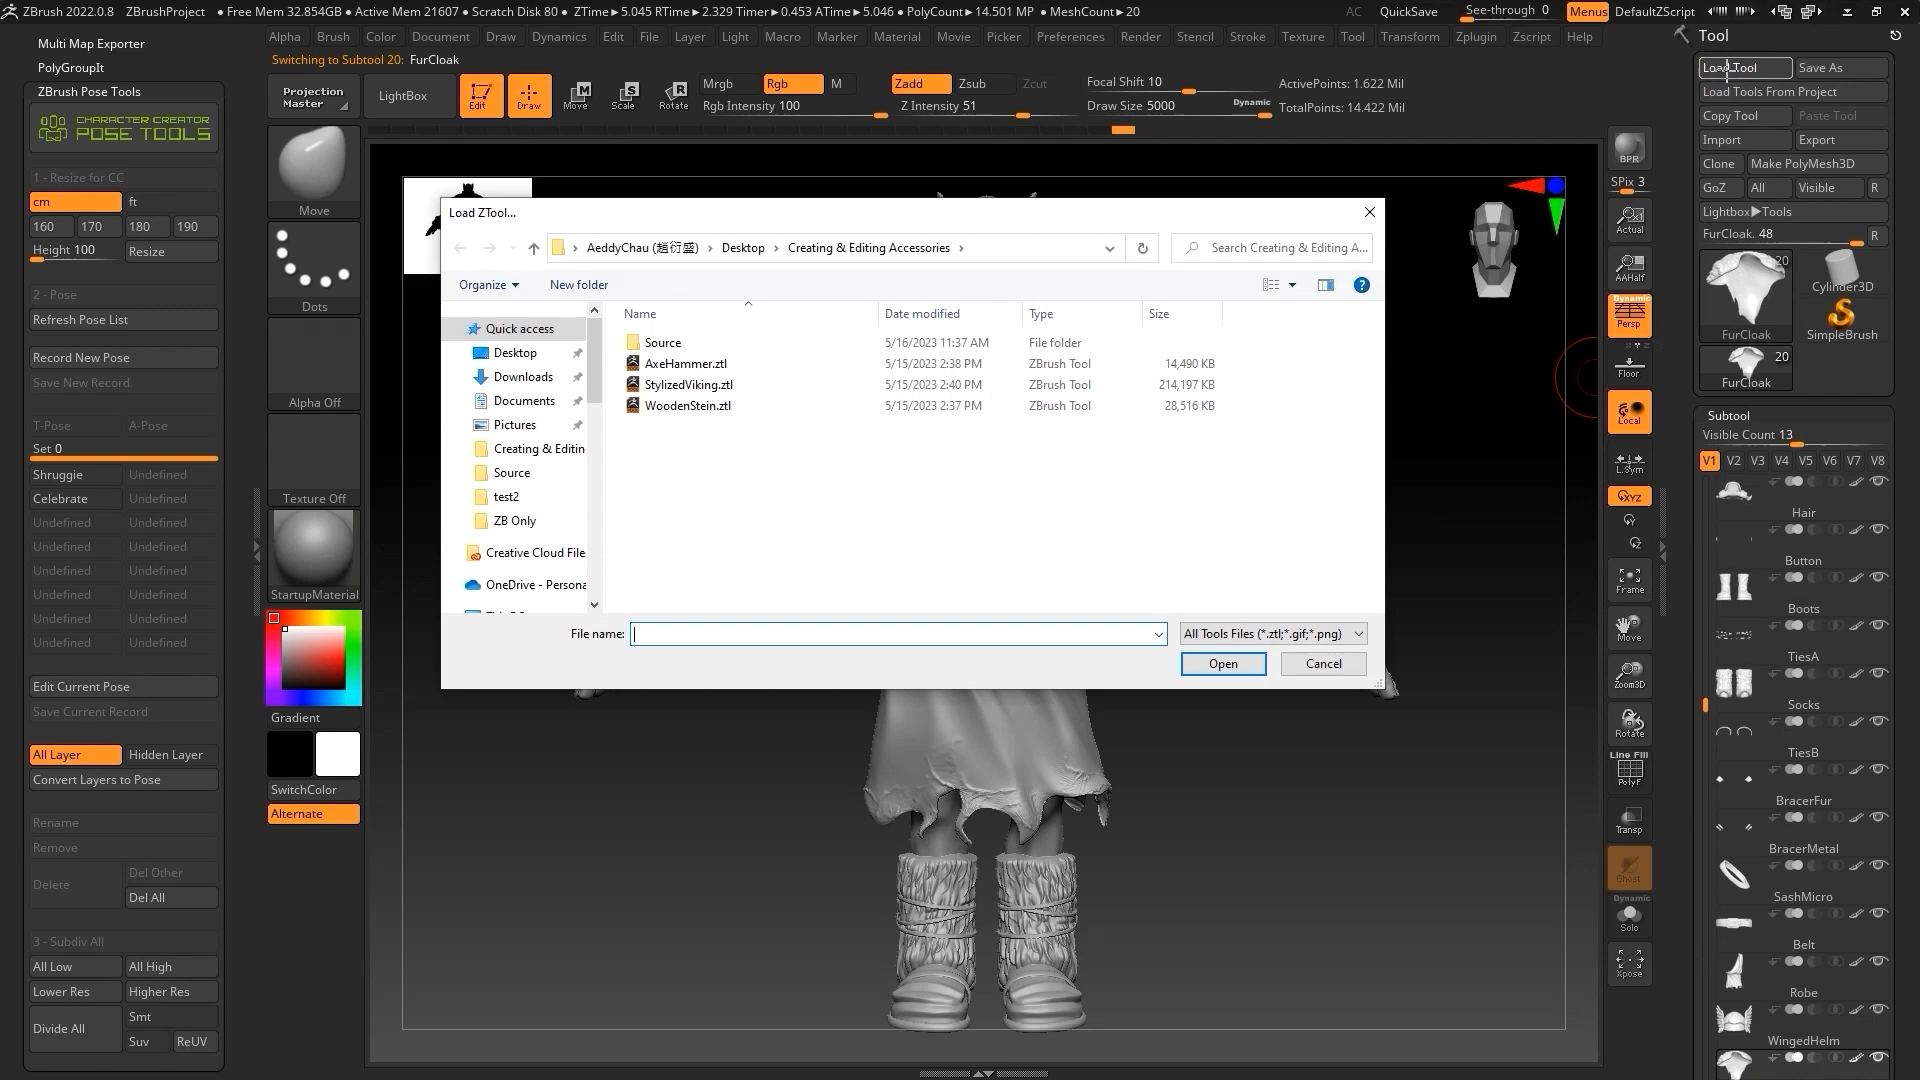 ZBrush 2022.0.8 ZBrushProject • Free Mem 32.854GB • Active Mem 21607 • Scratch Disk 80 • ZTime►5.045 RTime►2.329 Timer►0.453 ATime►5.046 • PolyCount►14.501 MP • MeshCount►20 AC QuickSave See-through 0 Menus DefaultZScript
Alpha Brush Color Document Draw Dynamics Edit File Layer Light Macro Marker Material Movie Picker Preferences Render Stencil Stroke Texture Tool Transform Zplugin Zscript Help
Switching to Subtool 20: FurCloak
Multi Map Exporter
PolyGroupIt
ZBrush Pose Tools
CHARACTER CREATOR
POSE TOOLS
1 - Resize for CC
cm ft
160 170 180 190
Height 100 Resize
2 - Pose
Refresh Pose List
Record New Pose
Save New Record
T-Pose A-Pose
Set 0
Shruggie Undefined
Celebrate Undefined
Undefined Undefined
Undefined Undefined
Undefined Undefined
Undefined Undefined
Undefined Undefined
Undefined Undefined
Edit Current Pose
Save Current Record
All Layer Hidden Layer
Convert Layers to Pose
Rename
Remove
Delete Del Other
Del All
3 - Subdiv All
All Low All High
Lower Res Higher Res
Divide All Smt
Suv ReUV
Projection
Master
LightBox
Edit Draw Move Scale Rotate
Mrgb Rgb M
Rgb Intensity 100
Zadd Zsub Zcut
Z Intensity 51
Focal Shift 10
Draw Size 5000 Dynamic
ActivePoints: 1.622 Mil
TotalPoints: 14.422 Mil
Move
Dots
Alpha Off
Texture Off
StartupMaterial
Gradient
SwitchColor
Alternate
Load ZTool...
AeddyChau (趙衍盛) Desktop Creating & Editing Accessories
Search Creating & Editing A...
Organize New folder
Name Date modified Type Size
Quick access
Desktop
Downloads
Documents
Pictures
Creating & Editin
Source
test2
ZB Only
Creative Cloud File
OneDrive - Persona
Source 5/16/2023 11:37 AM File folder
AxeHammer.ztl 5/15/2023 2:38 PM ZBrush Tool 14,490 KB
StylizedViking.ztl 5/15/2023 2:40 PM ZBrush Tool 214,197 KB
WoodenStein.ztl 5/15/2023 2:37 PM ZBrush Tool 28,516 KB
File name: All Tools Files (*.ztl;*.gif;*.png)
Open Cancel
BPR
SPix 3
Actual
AAHalf
Dynamic
Persp
Floor
Local
L.Sym
XYZ
Y
Z
Frame
Move
Zoom3D
Rotate
Line Fill
PolyF
Transp
Ghost
Dynamic
Solo
Xpose
Tool
Load Tool Save As
Load Tools From Project
Copy Tool Paste Tool
Import Export
Clone Make PolyMesh3D
GoZ All Visible R
Lightbox►Tools
FurCloak. 48 R
20
FurCloak
Cylinder3D
SimpleBrush
20
FurCloak
Subtool
Visible Count 13
V1 V2 V3 V4 V5 V6 V7 V8
Hair
Button
Boots
TiesA
Socks
TiesB
BracerFur
BracerMetal
SashMicro
Belt
Robe
WingedHelm